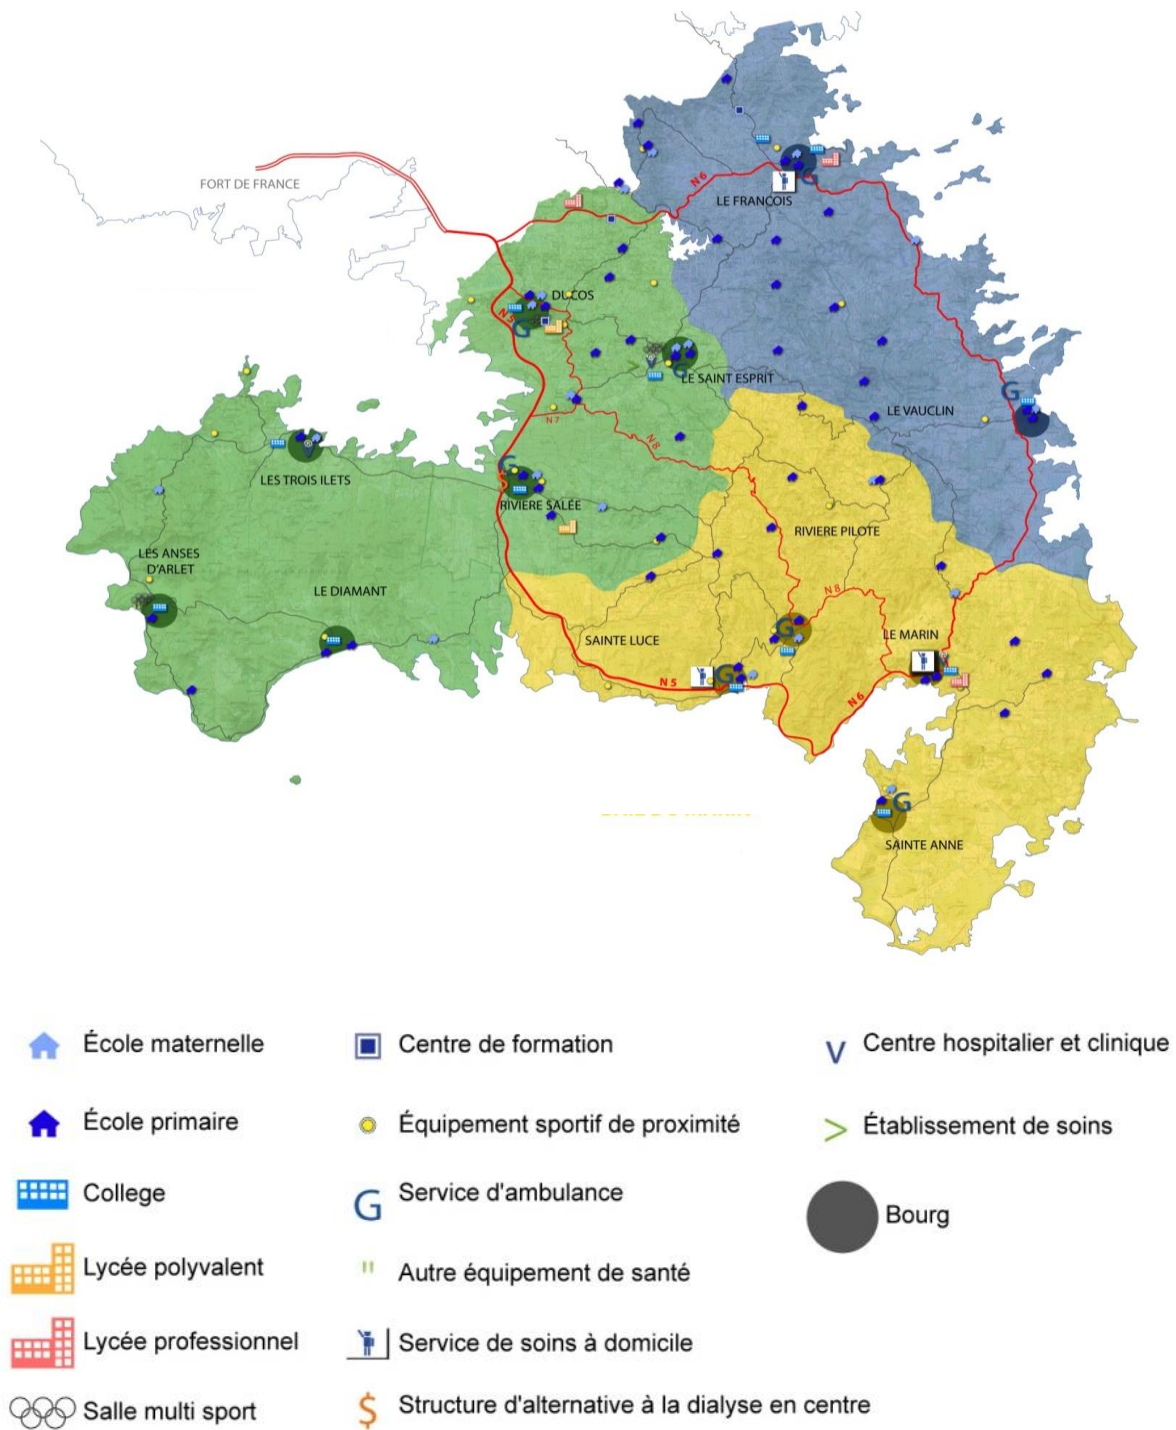 FORT DE FRANCE
N6
LE FRANÇOIS
DUCOS
N5
G
G
G
LE SAINT ESPRIT
LE VAUCLIN
G
N7
N8
LES TROIS ILETS
G
RIVIERE SALÉE
RIVIERE PILOTE
LES ANSES
D'ARLET
LE DIAMANT
N8
SAINTE LUCE
G
LE MARIN
N5
G
N6
G
SAINTE ANNE
École maternelle
Centre de formation
V Centre hospitalier et clinique
École primaire
Équipement sportif de proximité
> Établissement de soins
College
G Service d'ambulance
Bourg
Lycée polyvalent
" Autre équipement de santé
Lycée professionnel
Service de soins à domicile
Salle multi sport
$ Structure d'alternative à la dialyse en centre